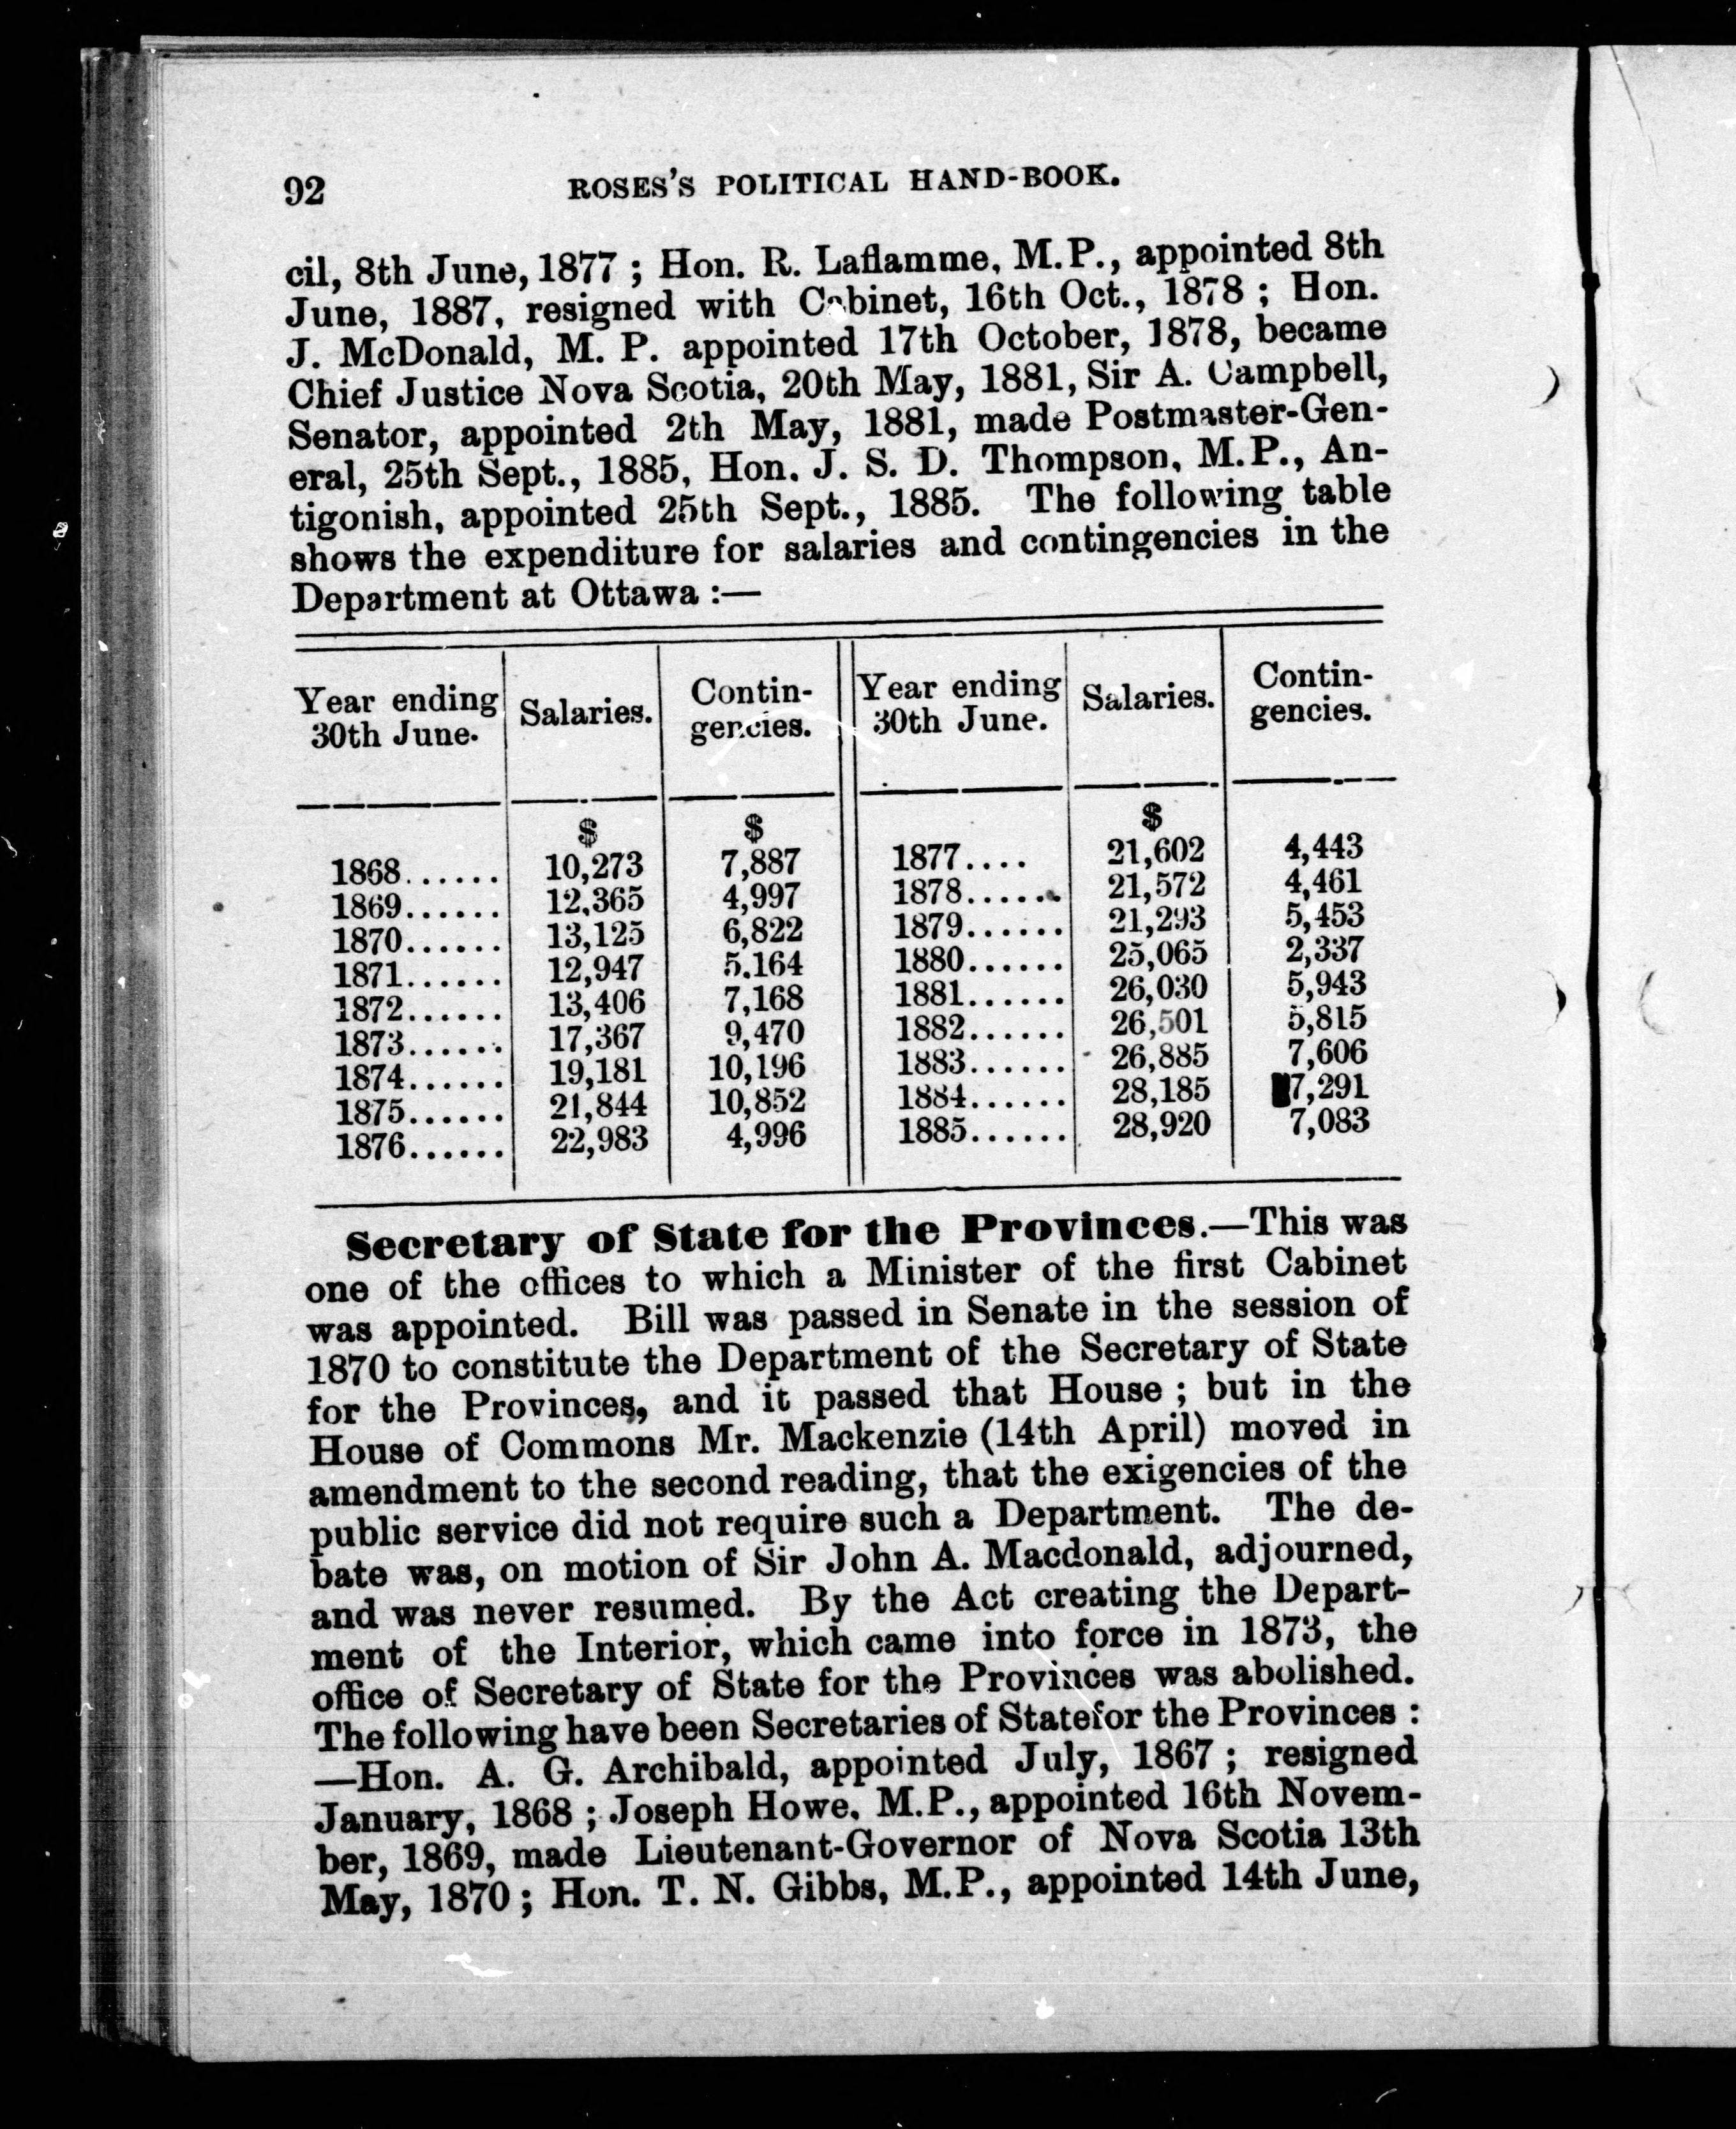 92 ROSES'S POLITICAL HAND-BOOK.
cil, 8th June, 1877 ; Hon. R. Laflamme, M.P., appointed 8th
June, 1887, resigned with Cabinet, 16th Oct., 1878 ; Hon.
J. McDonald, M. P. appointed 17th October, 1878, became
Chief Justice Nova Scotia, 20th May, 1881, Sir A. Campbell,
Senator, appointed 2th May, 1881, made Postmaster-Gen-
eral, 25th Sept., 1885, Hon. J. S. D. Thompson, M.P., An-
tigonish, appointed 25th Sept., 1885. The following table
shows the expenditure for salaries and contingencies in the
Department at Ottawa :—
Year ending Salaries. Contin- Year ending Salaries. Contin-
30th June. gencies. 30th June. gencies.
$ $ $
1868...... 10,273 7,887 1877.... 21,602 4,443
1869...... 12,365 4,997 1878...... 21,572 4,461
1870...... 13,125 6,822 1879...... 21,293 5,453
1871...... 12,947 5.164 1880...... 25,065 2,337
1872...... 13,406 7,168 1881...... 26,030 5,943
1873...... 17,367 9,470 1882...... 26,501 5,815
1874...... 19,181 10,196 1883...... 26,885 7,606
1875...... 21,844 10,852 1884...... 28,185 7,291
1876...... 22,983 4,996 1885...... 28,920 7,083
Secretary of State for the Provinces.—This was
one of the offices to which a Minister of the first Cabinet
was appointed. Bill was passed in Senate in the session of
1870 to constitute the Department of the Secretary of State
for the Provinces, and it passed that House ; but in the
House of Commons Mr. Mackenzie (14th April) moved in
amendment to the second reading, that the exigencies of the
public service did not require such a Department. The de-
bate was, on motion of Sir John A. Macdonald, adjourned,
and was never resumed. By the Act creating the Depart-
ment of the Interior, which came into force in 1873, the
office of Secretary of State for the Provinces was abolished.
The following have been Secretaries of Statefor the Provinces :
—Hon. A. G. Archibald, appointed July, 1867 ; resigned
January, 1868 ; Joseph Howe, M.P., appointed 16th Novem-
ber, 1869, made Lieutenant-Governor of Nova Scotia 13th
May, 1870 ; Hon. T. N. Gibbs, M.P., appointed 14th June,